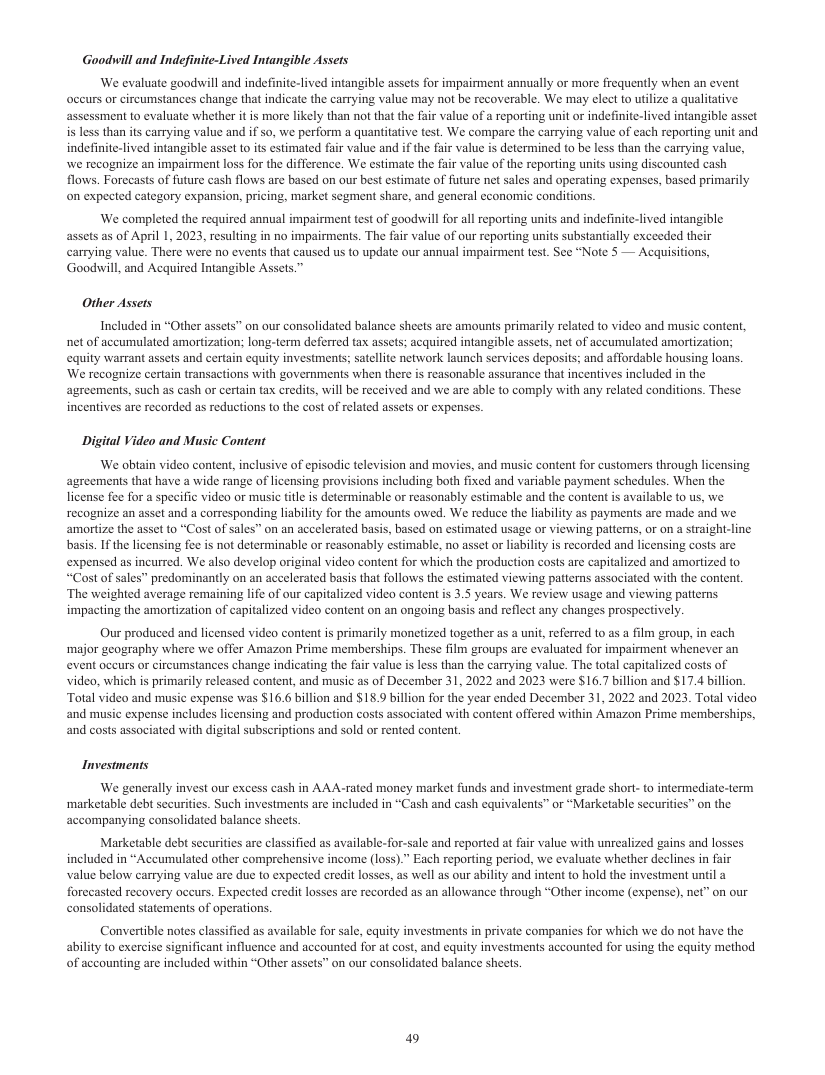 Goodwill and Indefinite-Lived Intangible Assets
We evaluate goodwill and indefinite-lived intangible assets for impairment annually or more frequently when an event
occurs or circumstances change that indicate the carrying value may not be recoverable. We may elect to utilize a qualitative
assessment to evaluate whether it is more likely than not that the fair value of a reporting unit or indefinite-lived intangible asset
is less than its carrying value and if so, we perform a quantitative test. We compare the carrying value of each reporting unit and
indefinite-lived intangible asset to its estimated fair value and if the fair value is determined to be less than the carrying value,
we recognize an impairment loss for the difference. We estimate the fair value of the reporting units using discounted cash
flows. Forecasts of future cash flows are based on our best estimate of future net sales and operating expenses, based primarily
on expected category expansion, pricing, market segment share, and general economic conditions.
We completed the required annual impairment test of goodwill for all reporting units and indefinite-lived intangible
assets as of April 1, 2023, resulting in no impairments. The fair value of our reporting units substantially exceeded their
carrying value. There were no events that caused us to update our annual impairment test. See “Note 5 — Acquisitions,
Goodwill, and Acquired Intangible Assets.”
Other Assets
Included in “Other assets” on our consolidated balance sheets are amounts primarily related to video and music content,
net of accumulated amortization; long-term deferred tax assets; acquired intangible assets, net of accumulated amortization;
equity warrant assets and certain equity investments; satellite network launch services deposits; and affordable housing loans.
We recognize certain transactions with governments when there is reasonable assurance that incentives included in the
agreements, such as cash or certain tax credits, will be received and we are able to comply with any related conditions. These
incentives are recorded as reductions to the cost of related assets or expenses.
Digital Video and Music Content
We obtain video content, inclusive of episodic television and movies, and music content for customers through licensing
agreements that have a wide range of licensing provisions including both fixed and variable payment schedules. When the
license fee for a specific video or music title is determinable or reasonably estimable and the content is available to us, we
recognize an asset and a corresponding liability for the amounts owed. We reduce the liability as payments are made and we
amortize the asset to “Cost of sales” on an accelerated basis, based on estimated usage or viewing patterns, or on a straight-line
basis. If the licensing fee is not determinable or reasonably estimable, no asset or liability is recorded and licensing costs are
expensed as incurred. We also develop original video content for which the production costs are capitalized and amortized to
“Cost of sales” predominantly on an accelerated basis that follows the estimated viewing patterns associated with the content.
The weighted average remaining life of our capitalized video content is 3.5 years. We review usage and viewing patterns
impacting the amortization of capitalized video content on an ongoing basis and reflect any changes prospectively.
Our produced and licensed video content is primarily monetized together as a unit, referred to as a film group, in each
major geography where we offer Amazon Prime memberships. These film groups are evaluated for impairment whenever an
event occurs or circumstances change indicating the fair value is less than the carrying value. The total capitalized costs of
video, which is primarily released content, and music as of December 31, 2022 and 2023 were $16.7 billion and $17.4 billion.
Total video and music expense was $16.6 billion and $18.9 billion for the year ended December 31, 2022 and 2023. Total video
and music expense includes licensing and production costs associated with content offered within Amazon Prime memberships,
and costs associated with digital subscriptions and sold or rented content.
Investments
We generally invest our excess cash in AAA-rated money market funds and investment grade short- to intermediate-term
marketable debt securities. Such investments are included in “Cash and cash equivalents” or “Marketable securities” on the
accompanying consolidated balance sheets.
Marketable debt securities are classified as available-for-sale and reported at fair value with unrealized gains and losses
included in “Accumulated other comprehensive income (loss).” Each reporting period, we evaluate whether declines in fair
value below carrying value are due to expected credit losses, as well as our ability and intent to hold the investment until a
forecasted recovery occurs. Expected credit losses are recorded as an allowance through “Other income (expense), net” on our
consolidated statements of operations.
Convertible notes classified as available for sale, equity investments in private companies for which we do not have the
ability to exercise significant influence and accounted for at cost, and equity investments accounted for using the equity method
of accounting are included within “Other assets” on our consolidated balance sheets.
49